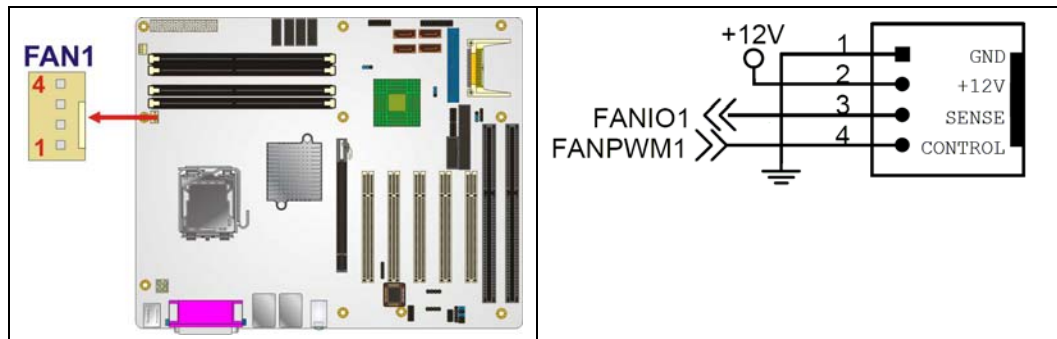 FAN1
4
1
+12V
1 GND
2 +12V
FANIO1 3 SENSE
FANPWM1 4 CONTROL